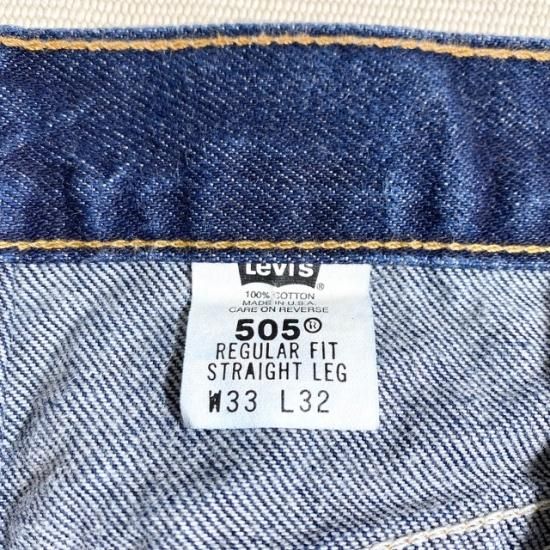 Levi's
®
100% COTTON
MADE IN U.S.A.
CARE ON REVERSE
505®
REGULAR FIT
STRAIGHT LEG
W33 L32